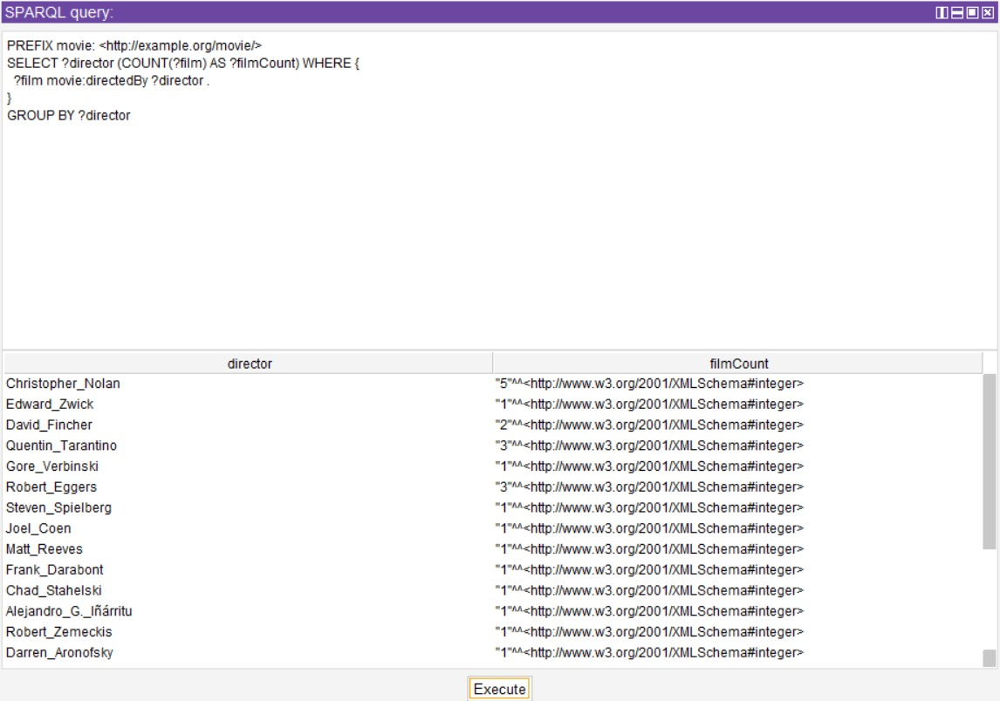 SPARQL query:
PREFIX movie: <http://example.org/movie/>
SELECT ?director (COUNT(?film) AS ?filmCount) WHERE {
  ?film movie:directedBy ?director .
}
GROUP BY ?director
director filmCount
Christopher_Nolan "5"^^<http://www.w3.org/2001/XMLSchema#integer>
Edward_Zwick "1"^^<http://www.w3.org/2001/XMLSchema#integer>
David_Fincher "2"^^<http://www.w3.org/2001/XMLSchema#integer>
Quentin_Tarantino "3"^^<http://www.w3.org/2001/XMLSchema#integer>
Gore_Verbinski "1"^^<http://www.w3.org/2001/XMLSchema#integer>
Robert_Eggers "3"^^<http://www.w3.org/2001/XMLSchema#integer>
Steven_Spielberg "1"^^<http://www.w3.org/2001/XMLSchema#integer>
Joel_Coen "1"^^<http://www.w3.org/2001/XMLSchema#integer>
Matt_Reeves "1"^^<http://www.w3.org/2001/XMLSchema#integer>
Frank_Darabont "1"^^<http://www.w3.org/2001/XMLSchema#integer>
Chad_Stahelski "1"^^<http://www.w3.org/2001/XMLSchema#integer>
Alejandro_G._Iñárritu "1"^^<http://www.w3.org/2001/XMLSchema#integer>
Robert_Zemeckis "1"^^<http://www.w3.org/2001/XMLSchema#integer>
Darren_Aronofsky "1"^^<http://www.w3.org/2001/XMLSchema#integer>
Execute